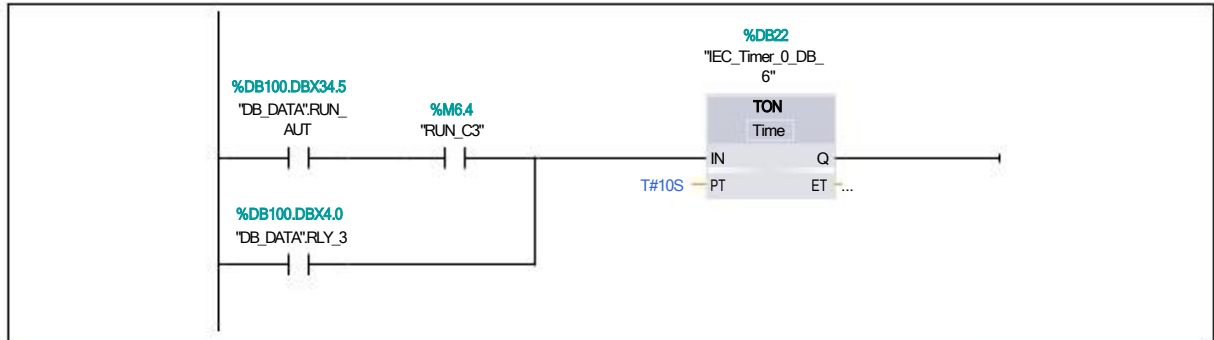 %DB22
"IEC_Timer_0_DB_
6"
%DB100.DBX34.5
"DB_DATA".RUN_
AUT
%M6.4
"RUN_C3"
TON
Time
IN Q
T#10S PT ET ...
%DB100.DBX4.0
"DB_DATA".RLY_3